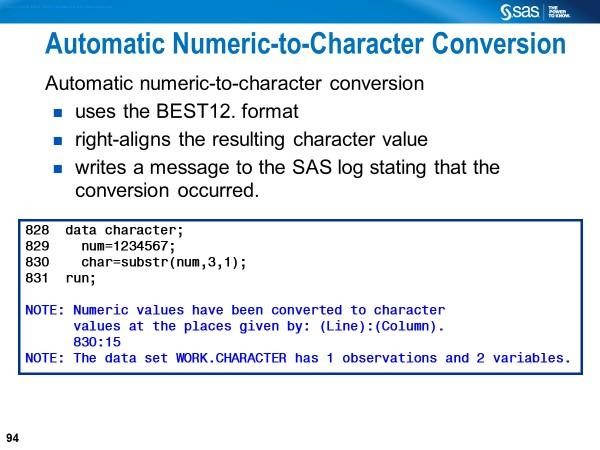 sas THE
POWER
TO KNOW.
Automatic Numeric-to-Character Conversion
Automatic numeric-to-character conversion
■ uses the BEST12. format
■ right-aligns the resulting character value
■ writes a message to the SAS log stating that the
conversion occurred.
828  data character;
829    num=1234567;
830    char=substr(num,3,1);
831  run;
NOTE: Numeric values have been converted to character
      values at the places given by: (Line):(Column).
      830:15
NOTE: The data set WORK.CHARACTER has 1 observations and 2 variables.
94